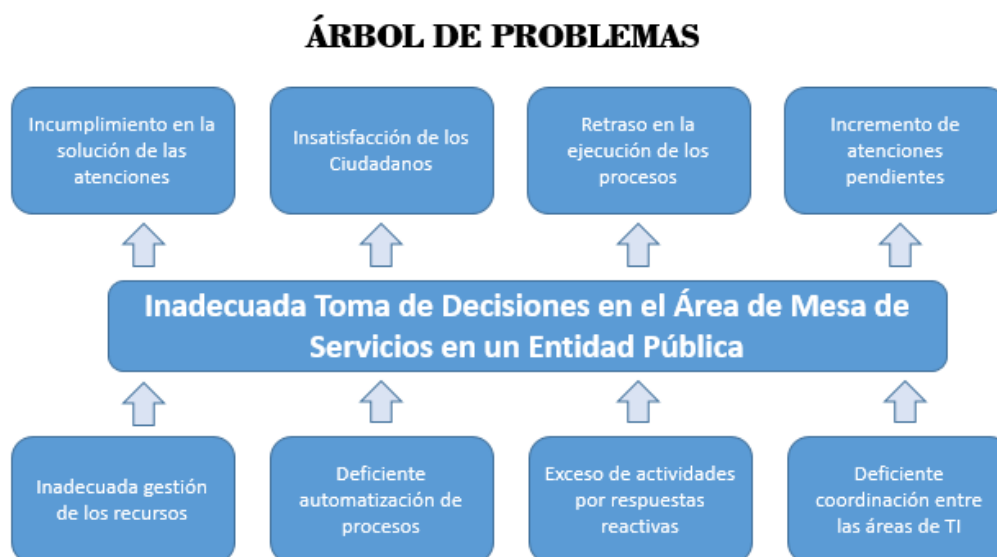 ÁRBOL DE PROBLEMAS
Incumplimiento en la
solución de las
atenciones
Insatisfacción de los
Ciudadanos
Retraso en la
ejecución de los
procesos
Incremento de
atenciones
pendientes
Inadecuada Toma de Decisiones en el Área de Mesa de
Servicios en un Entidad Pública
Inadecuada gestión
de los recursos
Deficiente
automatización de
procesos
Exceso de actividades
por respuestas
reactivas
Deficiente
coordinación entre
las áreas de TI